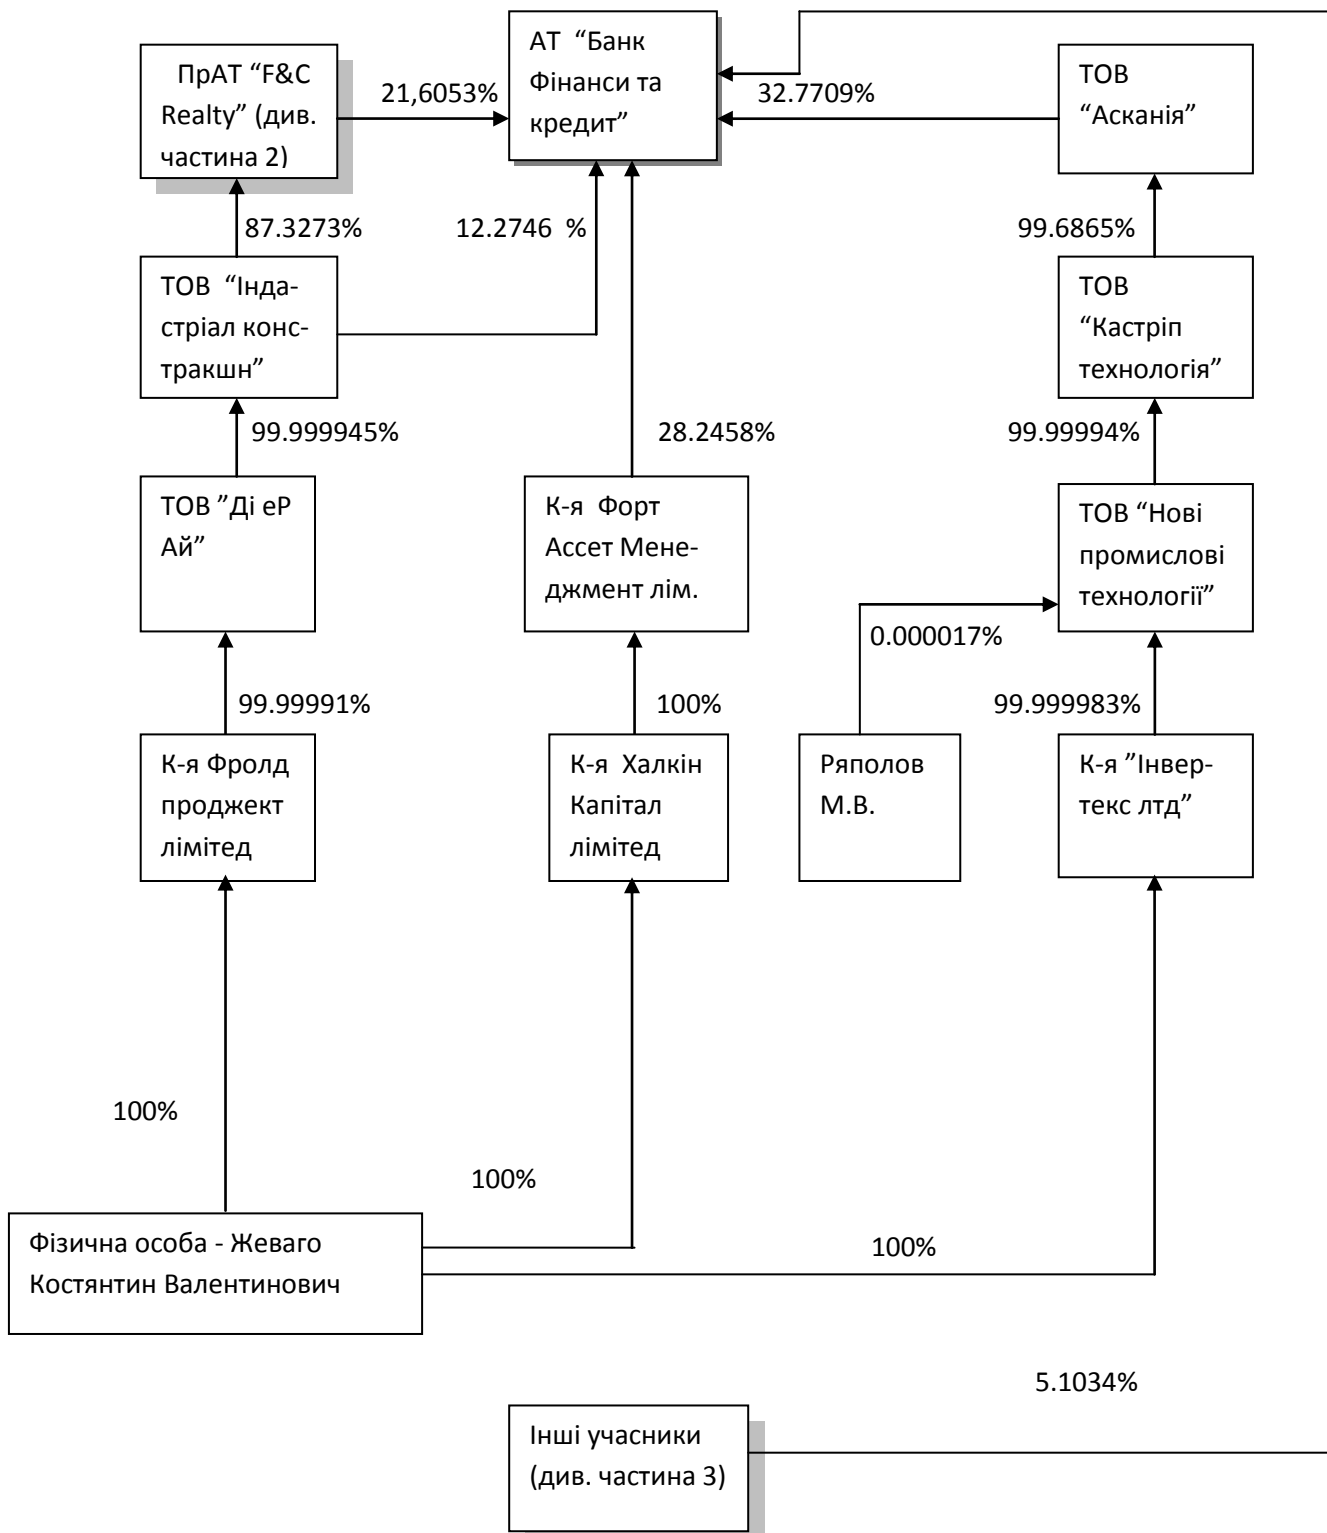 АТ “Банк
Фінанси та
кредит”
ПрАТ “F&C
Realty” (див.
частина 2)
21,6053%
32.7709%
ТОВ
“Асканія”
87.3273%
12.2746 %
99.6865%
ТОВ “Інда-
стріал конс-
тракшн”
ТОВ
“Кастріп
технологія”
99.999945%
28.2458%
99.99994%
ТОВ ”Ді еР
Ай”
К-я Форт
Ассет Мене-
джмент лім.
ТОВ “Нові
промислові
технології”
0.000017%
99.99991%
100%
99.999983%
К-я Фролд
проджект
лімітед
К-я Халкін
Капітал
лімітед
Ряполов
М.В.
К-я ”Інвер-
текс лтд”
100%
100%
100%
Фізична особа - Жеваго
Костянтин Валентинович
5.1034%
Інші учасники
(див. частина 3)